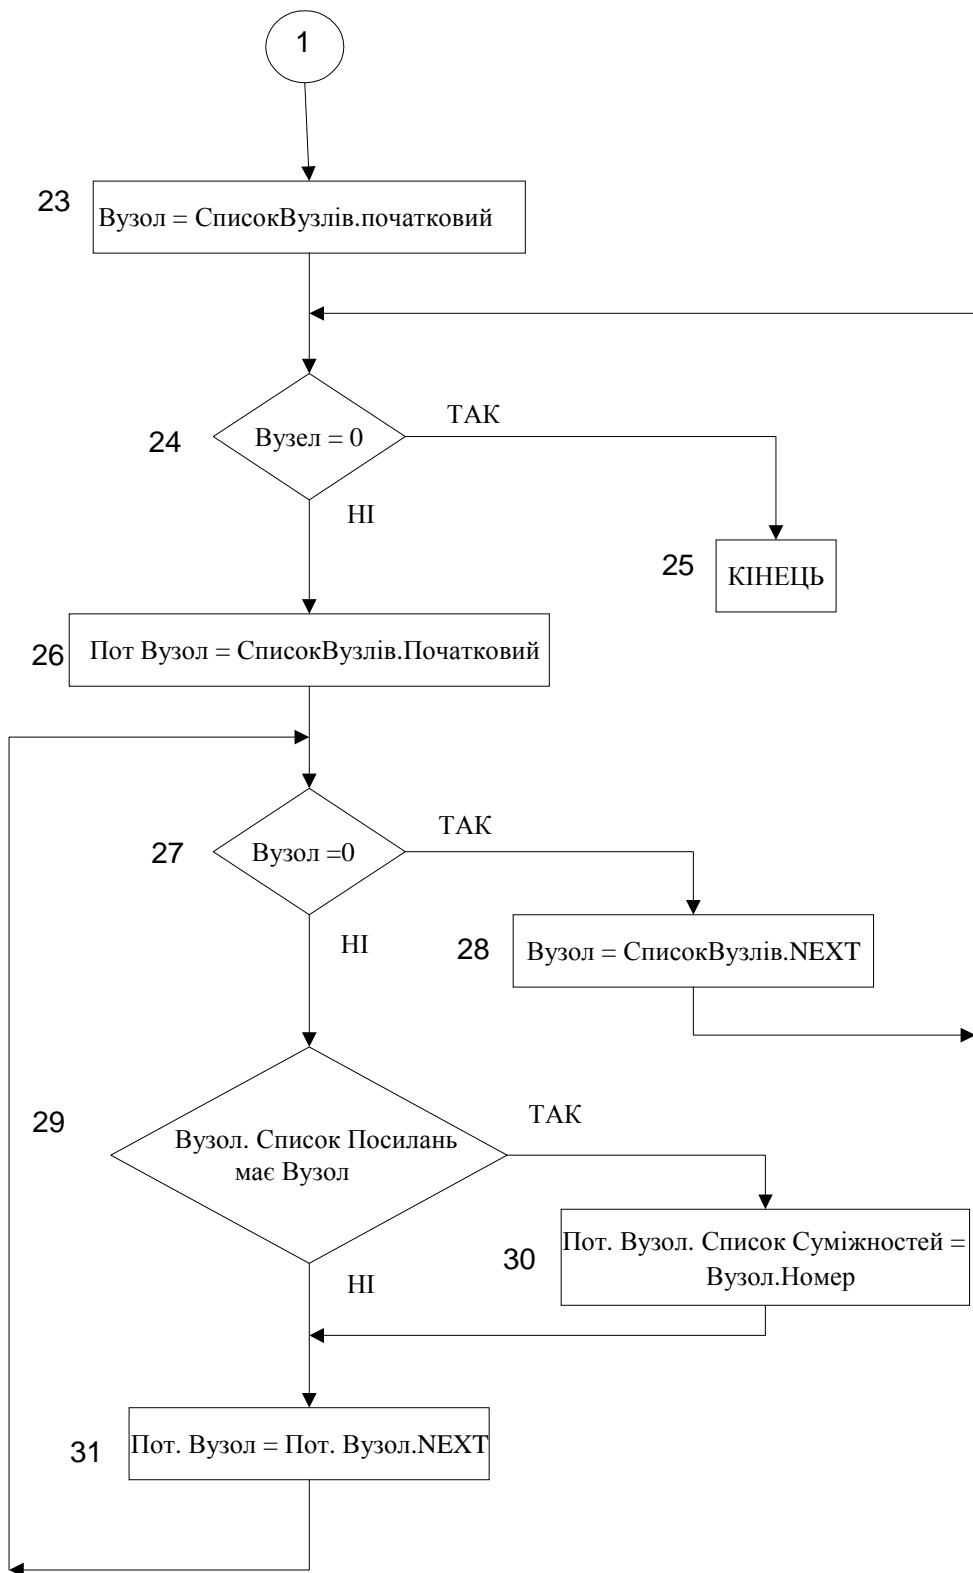 1
23
Вузол = СписокВузлів.початковий
24
Вузел = 0
ТАК
НІ
25
КІНЕЦЬ
26
Пот Вузол = СписокВузлів.Початковий
27
Вузол =0
ТАК
НІ
28
Вузол = СписокВузлів.NEXT
29
Вузол. Список Посилань
має Вузол
ТАК
НІ
30
Пот. Вузол. Список Суміжностей =
Вузол.Номер
31
Пот. Вузол = Пот. Вузол.NEXT